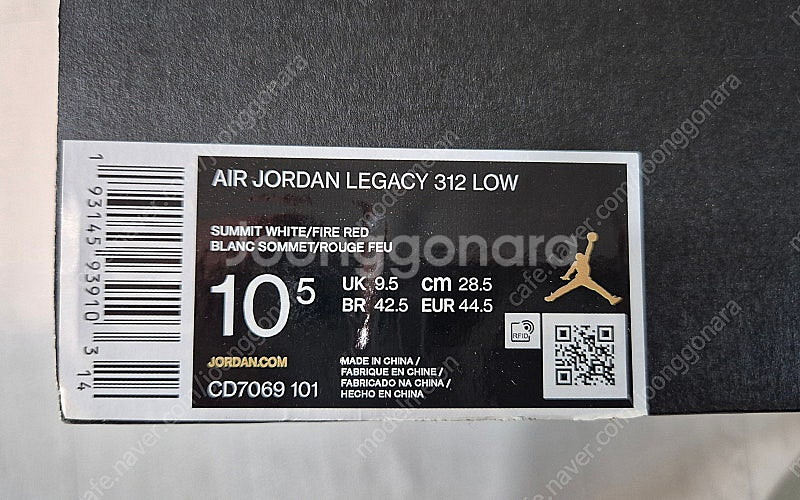 AIR JORDAN LEGACY 312 LOW
SUMMIT WHITE/FIRE RED
BLANC SOMMET/ROUGE FEU
10 5
UK 9.5 cm 28.5
BR 42.5 EUR 44.5
RFID
JORDAN.COM
CD7069 101
MADE IN CHINA /
FABRIQUE EN CHINE /
FABRICADO NA CHINA /
HECHO EN CHINA
1 93145 93910 3 14
joonggonara
cafe.naver.com/joonggonara